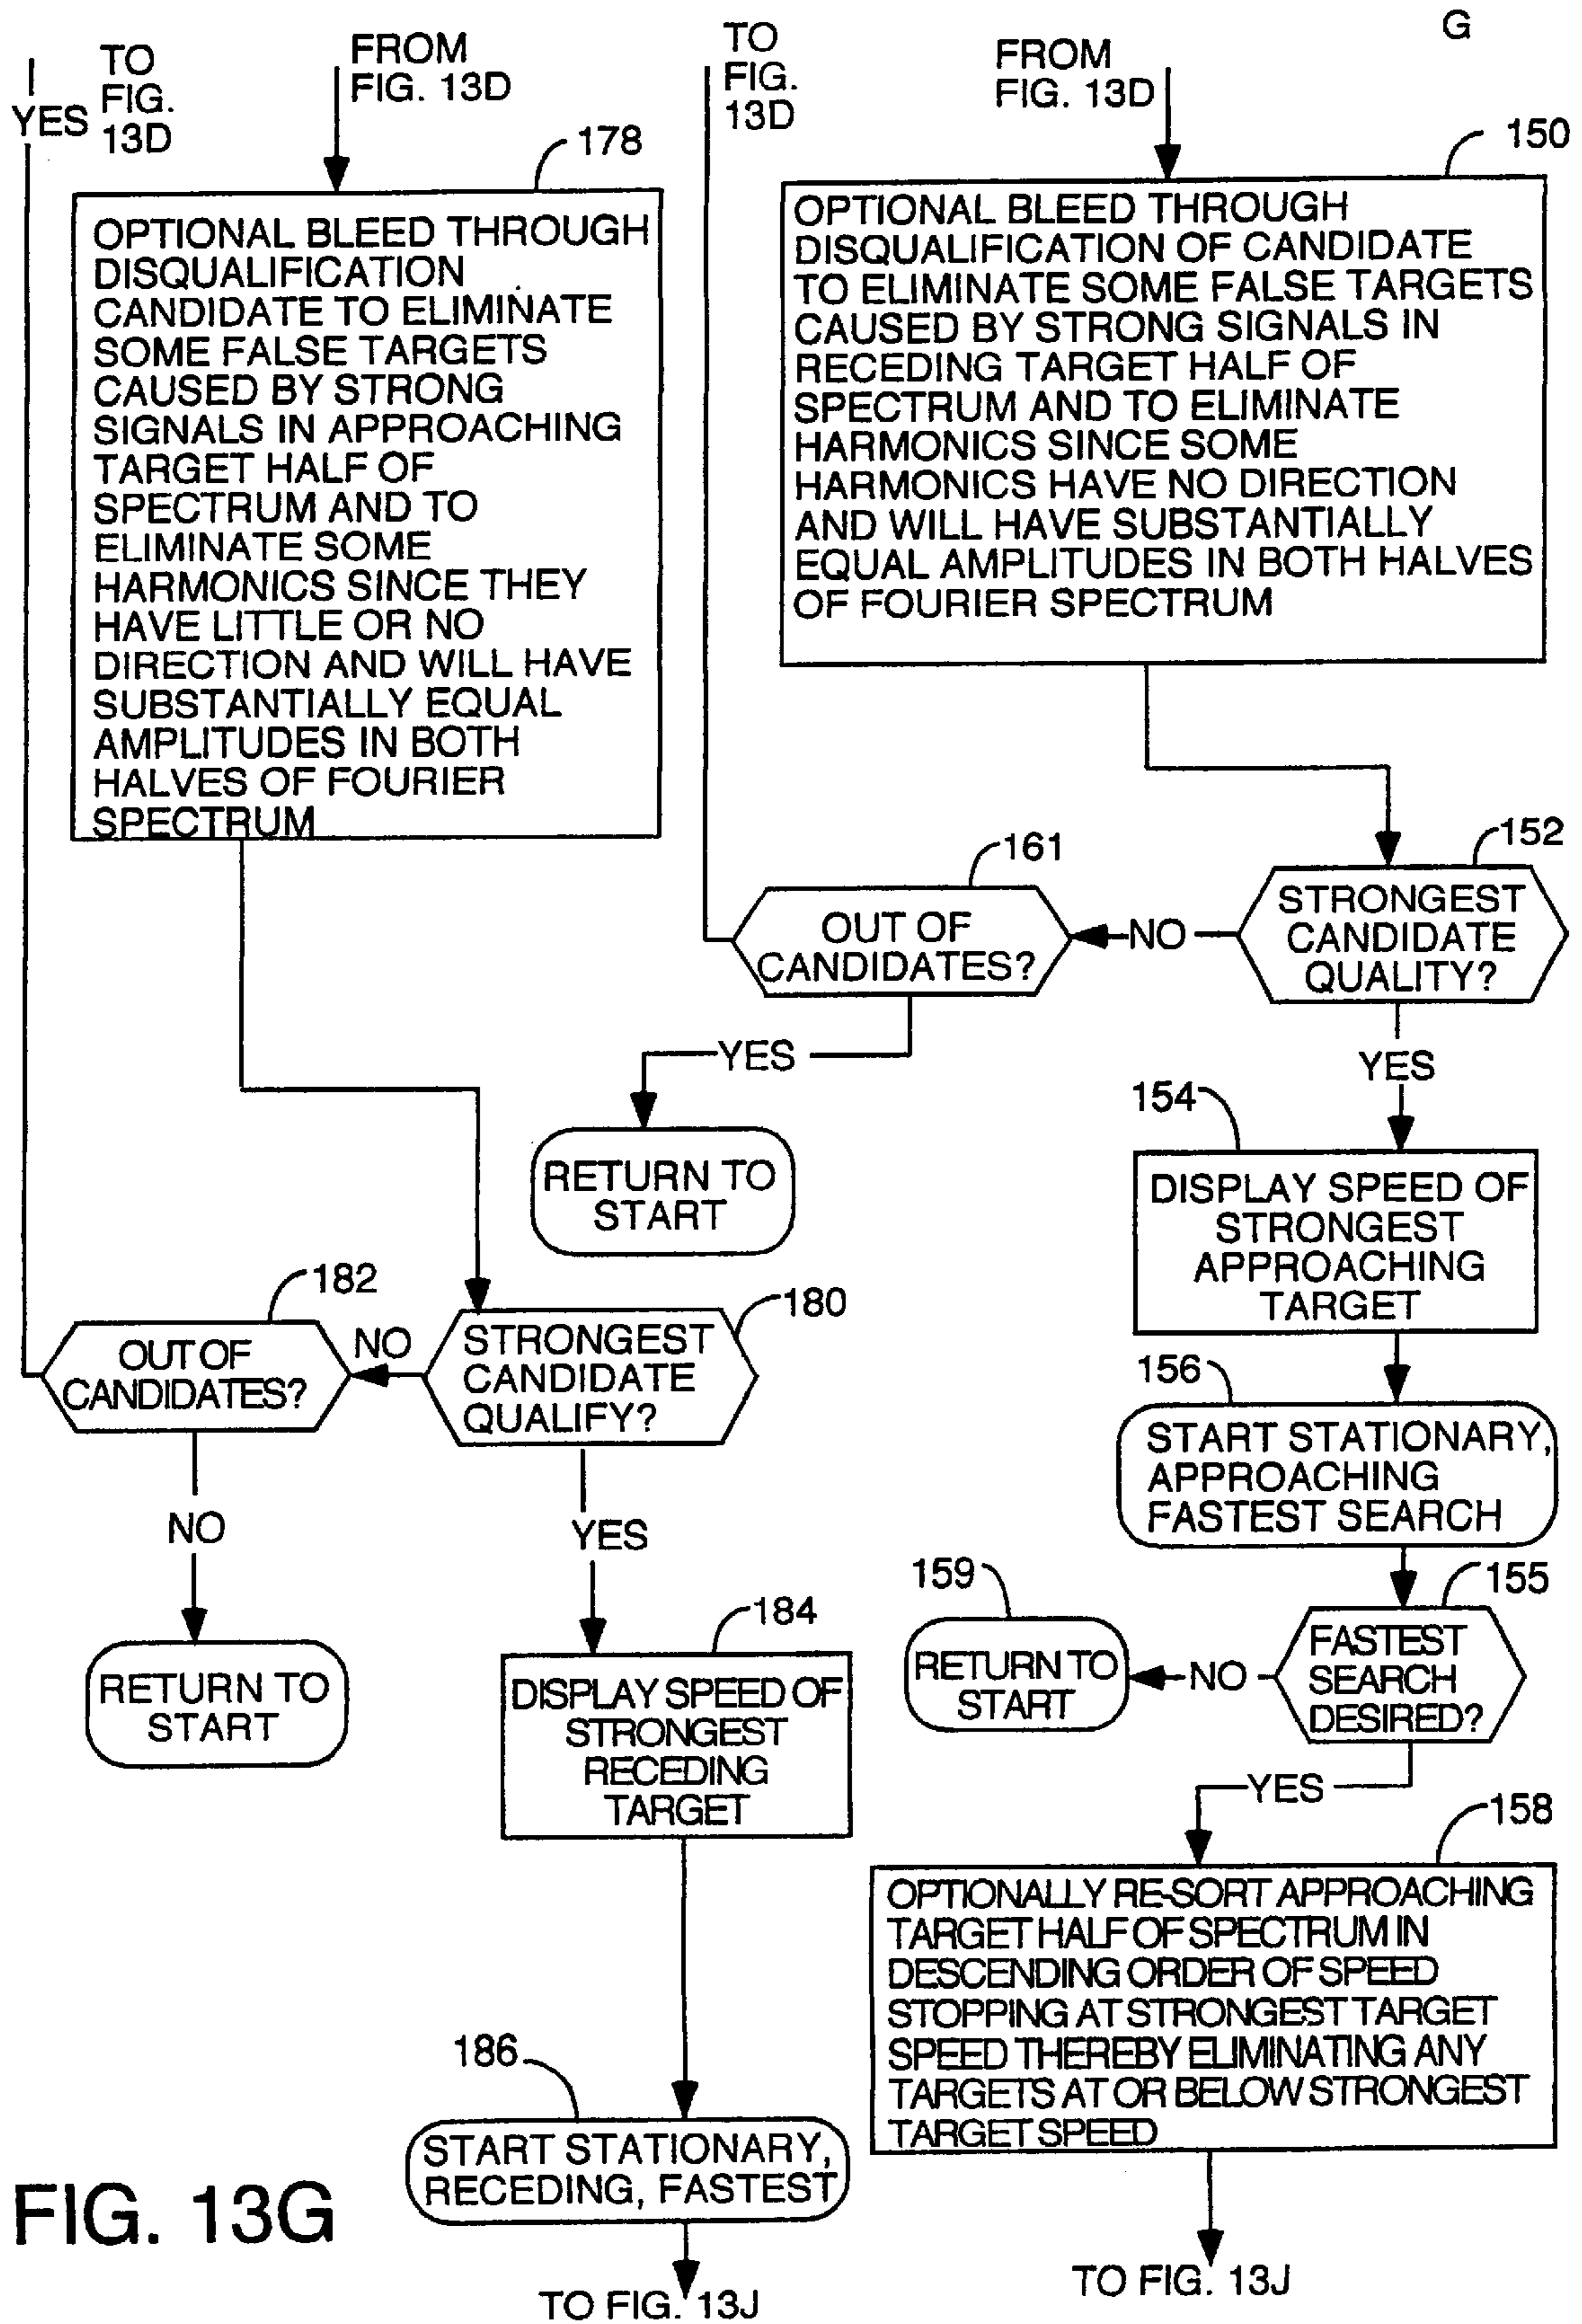 G
TO
FIG.
13D
YES
FROM
FIG. 13D
178
OPTIONAL BLEED THROUGH
DISQUALIFICATION
CANDIDATE TO ELIMINATE
SOME FALSE TARGETS
CAUSED BY STRONG
SIGNALS IN APPROACHING
TARGET HALF OF
SPECTRUM AND TO
ELIMINATE SOME
HARMONICS SINCE THEY
HAVE LITTLE OR NO
DIRECTION AND WILL HAVE
SUBSTANTIALLY EQUAL
AMPLITUDES IN BOTH
HALVES OF FOURIER
SPECTRUM
TO
FIG.
13D
FROM
FIG. 13D
150
OPTIONAL BLEED THROUGH
DISQUALIFICATION OF CANDIDATE
TO ELIMINATE SOME FALSE TARGETS
CAUSED BY STRONG SIGNALS IN
RECEDING TARGET HALF OF
SPECTRUM AND TO ELIMINATE
HARMONICS SINCE SOME
HARMONICS HAVE NO DIRECTION
AND WILL HAVE SUBSTANTIALLY
EQUAL AMPLITUDES IN BOTH HALVES
OF FOURIER SPECTRUM
152
STRONGEST
CANDIDATE
QUALITY?
NO
161
OUT OF
CANDIDATES?
YES
RETURN TO
START
YES
154
DISPLAY SPEED OF
STRONGEST
APPROACHING
TARGET
156
START STATIONARY,
APPROACHING
FASTEST SEARCH
155
FASTEST
SEARCH
DESIRED?
NO
159
RETURN TO
START
YES
158
OPTIONALLY RE-SORT APPROACHING
TARGET HALF OF SPECTRUM IN
DESCENDING ORDER OF SPEED
STOPPING AT STRONGEST TARGET
SPEED THEREBY ELIMINATING ANY
TARGETS AT OR BELOW STRONGEST
TARGET SPEED
TO FIG. 13J
180
STRONGEST
CANDIDATE
QUALIFY?
NO
182
OUT OF
CANDIDATES?
NO
RETURN TO
START
YES
184
DISPLAY SPEED OF
STRONGEST
RECEDING
TARGET
186
START STATIONARY,
RECEDING, FASTEST
TO FIG. 13J
FIG. 13G